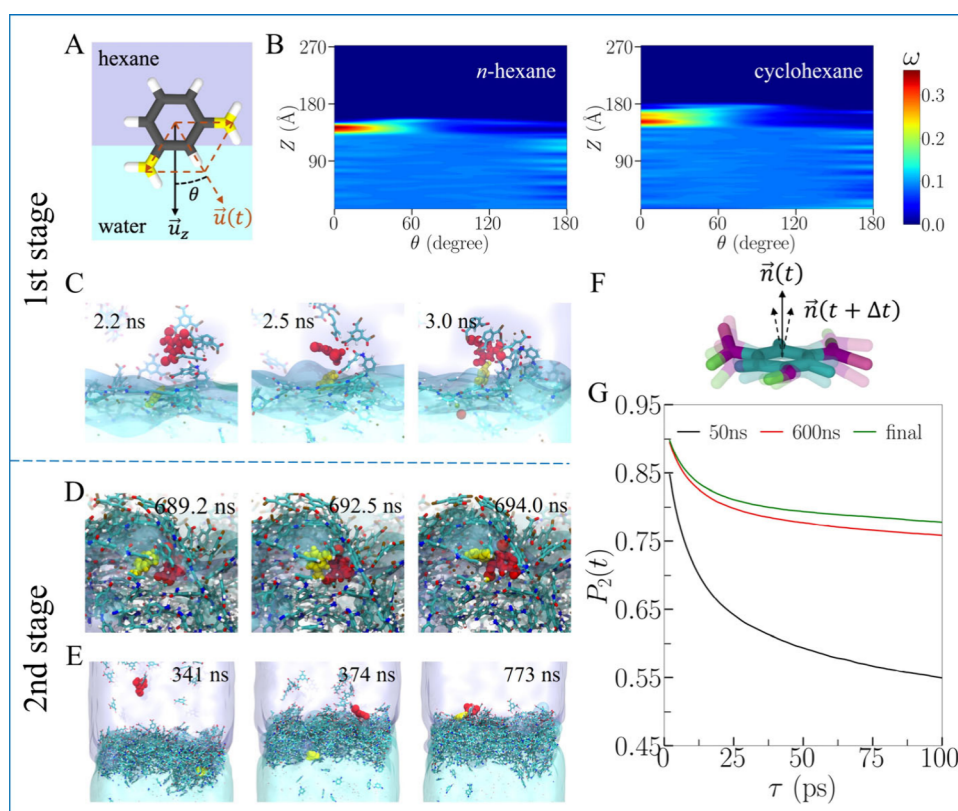 1st stage
2nd stage
A
hexane
water
θ
u⃗z
u⃗(t)
B
n-hexane
cyclohexane
ω
270
180
90
Z (Å)
0
60
120
180
θ (degree)
270
180
90
Z (Å)
0
60
120
180
θ (degree)
0.3
0.2
0.1
0.0
C
2.2 ns
2.5 ns
3.0 ns
D
689.2 ns
692.5 ns
694.0 ns
E
341 ns
374 ns
773 ns
F
n⃗(t)
n⃗(t + Δt)
G
50ns
600ns
final
0.95
0.85
0.75
0.65
0.55
0.45
P₂(t)
0
25
50
75
100
τ (ps)